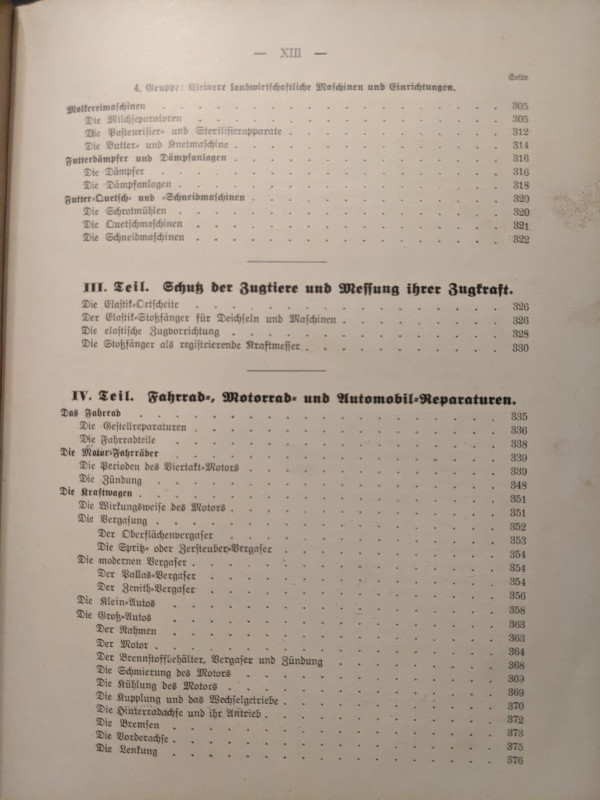 — XIII —
Seite
4. Gruppe: Kleinere landwirtschaftliche Maschinen und Einrichtungen.
Molkereimaschinen . . . 305
Die Milchseparatoren . . . 305
Die Pasteurisier- und Sterilisierapparate . . . 312
Die Butter- und Knetmaschine . . . 314
Futterdämpfer und Dämpfanlagen . . . 316
Die Dämpfer . . . 316
Die Dämpfanlagen . . . 318
Futter-Quetsch- und -Schneidmaschinen . . . 320
Die Schrotmühlen . . . 320
Die Quetschmaschinen . . . 321
Die Schneidmaschinen . . . 322
III. Teil. Schutz der Zugtiere und Messung ihrer Zugkraft.
Die Elastik-Ortscheite . . . 326
Der Elastik-Stoßfänger für Deichseln und Maschinen . . . 326
Die elastische Zugvorrichtung . . . 328
Die Stoßfänger als registrierende Kraftmesser . . . 330
IV. Teil. Fahrrad-, Motorrad- und Automobil-Reparaturen.
Das Fahrrad . . . 335
Die Gestellreparaturen . . . 336
Die Fahrradteile . . . 338
Die Motor-Fahrräder . . . 339
Die Perioden des Viertakt-Motors . . . 339
Die Zündung . . . 348
Die Kraftwagen . . . 351
Die Wirkungsweise des Motors . . . 351
Die Vergasung . . . 352
Der Oberflächenvergaser . . . 353
Die Spritz- oder Zersteuber-Vergaser . . . 354
Die modernen Vergaser . . . 354
Der Pallas-Vergaser . . . 354
Der Zenith-Vergaser . . . 356
Die Klein-Autos . . . 358
Die Groß-Autos . . . 363
Der Rahmen . . . 363
Der Motor . . . 364
Der Brennstoffbehälter, Vergaser und Zündung . . . 368
Die Schmierung des Motors . . . 369
Die Kühlung des Motors . . . 369
Die Kupplung und das Wechselgetriebe . . . 370
Die Hinterradachse und ihr Antrieb . . . 372
Die Bremsen . . . 373
Die Vorderachse . . . 375
Die Lenkung . . . 376